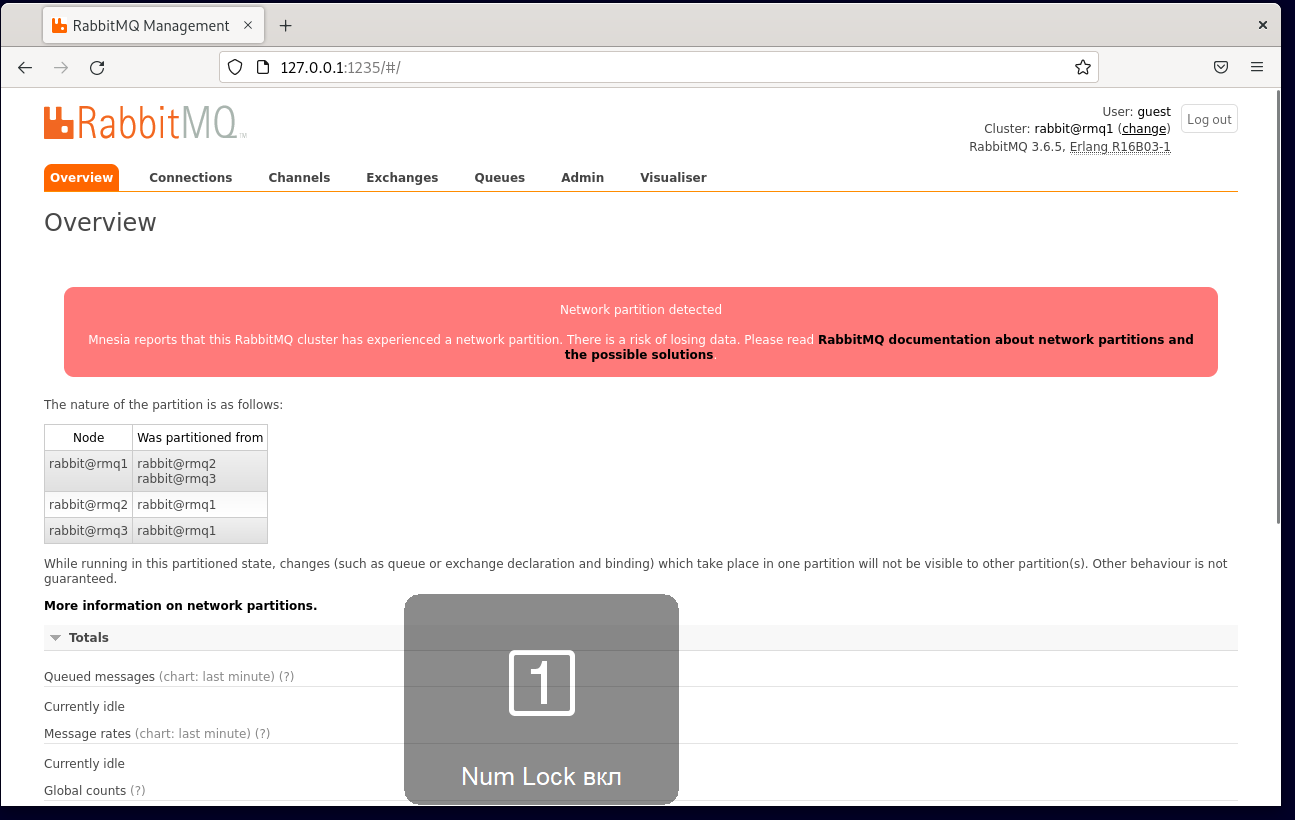 RabbitMQ Management
127.0.0.1:1235/#/
RabbitMQ™
User: guest
Log out
Cluster: rabbit@rmq1 (change)
RabbitMQ 3.6.5, Erlang R16B03-1
Overview Connections Channels Exchanges Queues Admin Visualiser
Overview
Network partition detected
Mnesia reports that this RabbitMQ cluster has experienced a network partition. There is a risk of losing data. Please read RabbitMQ documentation about network partitions and
the possible solutions.
The nature of the partition is as follows:
Node Was partitioned from
rabbit@rmq1 rabbit@rmq2
rabbit@rmq3
rabbit@rmq2 rabbit@rmq1
rabbit@rmq3 rabbit@rmq1
While running in this partitioned state, changes (such as queue or exchange declaration and binding) which take place in one partition will not be visible to other partition(s). Other behaviour is not
guaranteed.
More information on network partitions.
Totals
Queued messages (chart: last minute) (?)
Currently idle
Message rates (chart: last minute) (?)
Currently idle
Global counts (?)
1
Num Lock вкл